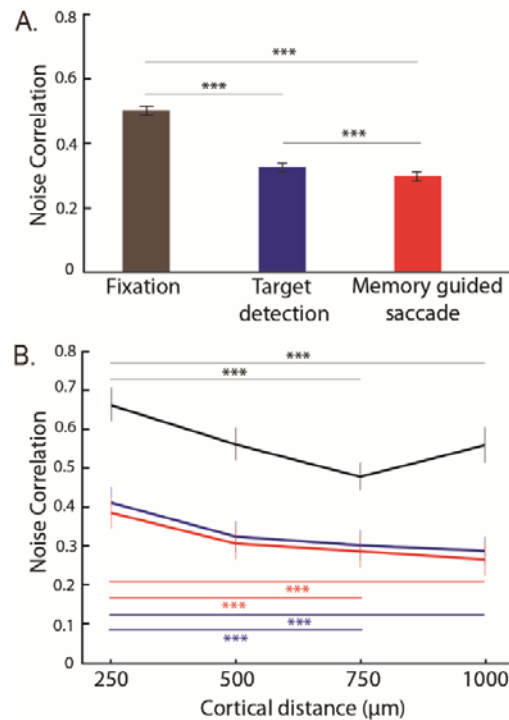 A.
0.8
***
0.6
***
***
0.4
0.2
0
Noise Correlation
Fixation
Target
detection
Memory guided
saccade
B.
0.8
***
0.7
***
0.6
0.5
0.4
0.3
0.2
***
***
0.1
***
***
0
Noise Correlation
250
500
750
1000
Cortical distance (μm)